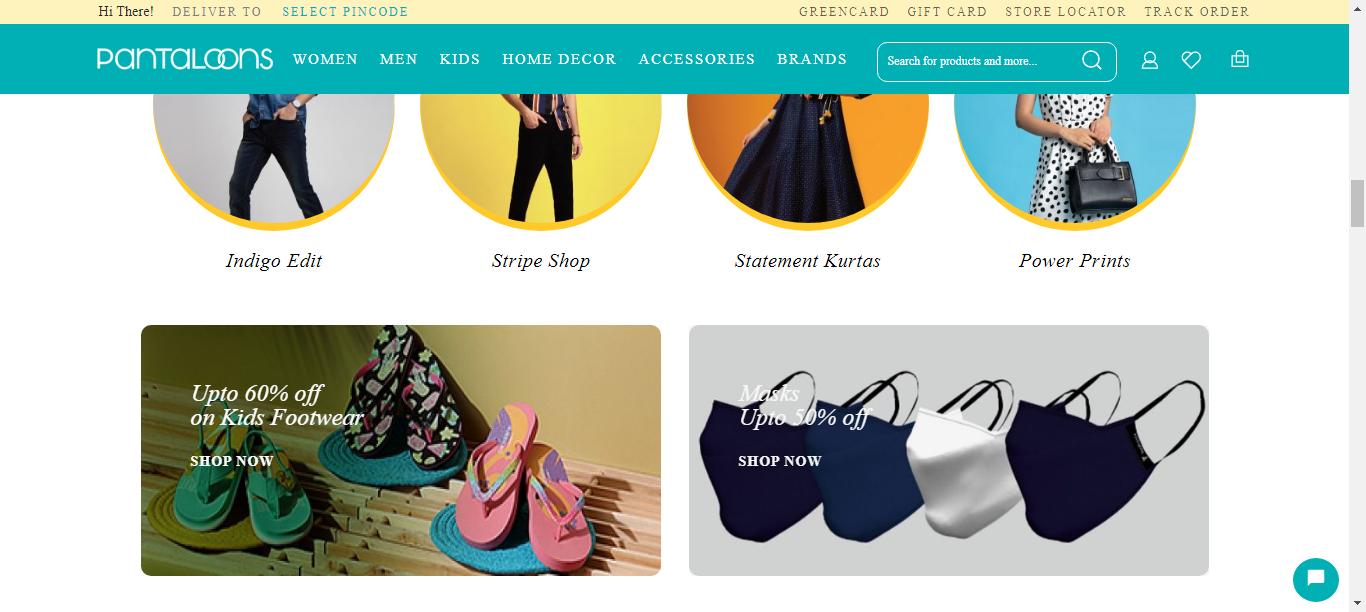 Hi There! DELIVER TO SELECT PINCODE GREENCARD GIFT CARD STORE LOCATOR TRACK ORDER
PANTALOONS WOMEN MEN KIDS HOME DECOR ACCESSORIES BRANDS Search for products and more...
Indigo Edit Stripe Shop Statement Kurtas Power Prints
Upto 60% off
on Kids Footwear
SHOP NOW
Masks
Upto 50% off
SHOP NOW